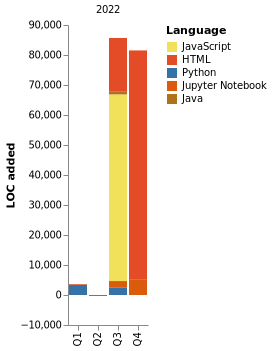 2022
Language
JavaScript
HTML
Python
Jupyter Notebook
Java
LOC added
90,000
80,000
70,000
60,000
50,000
40,000
30,000
20,000
10,000
0
−10,000
Q1
Q2
Q3
Q4